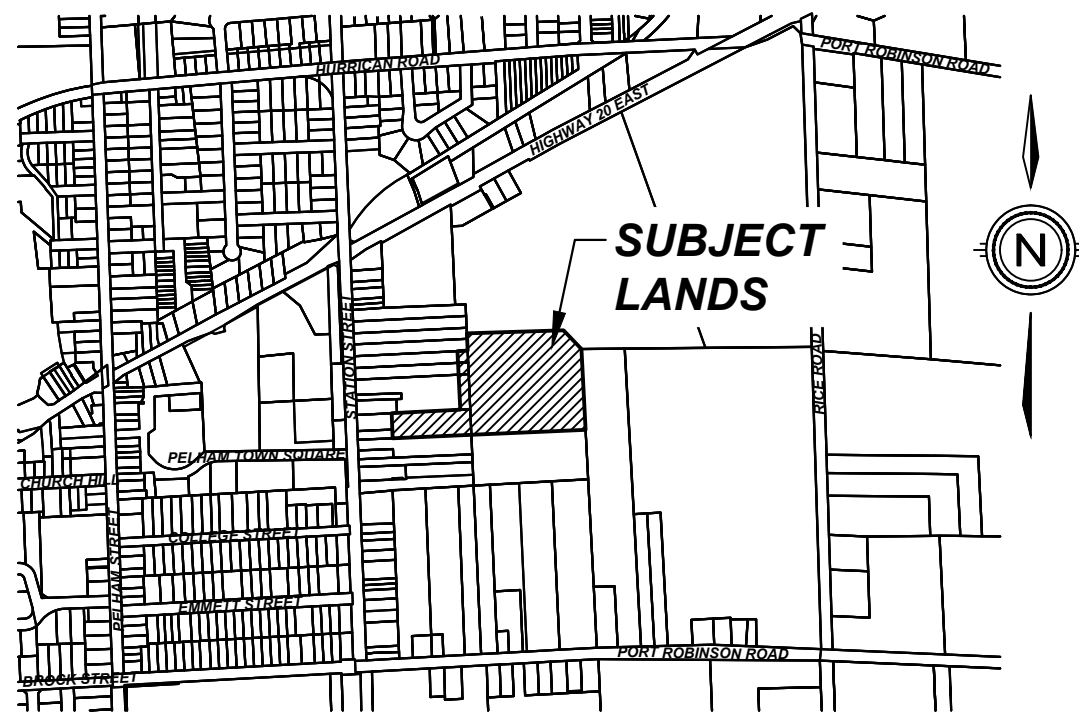 HURRICAN ROAD
PORT ROBINSON ROAD
HIGHWAY 20 EAST
SUBJECT
LANDS
N
STATION STREET
RICE ROAD
PELHAM TOWN SQUARE
CHURCH HILL
PELHAM STREET
COLLEGE STREET
EMMETT STREET
PORT ROBINSON ROAD
BROCK STREET